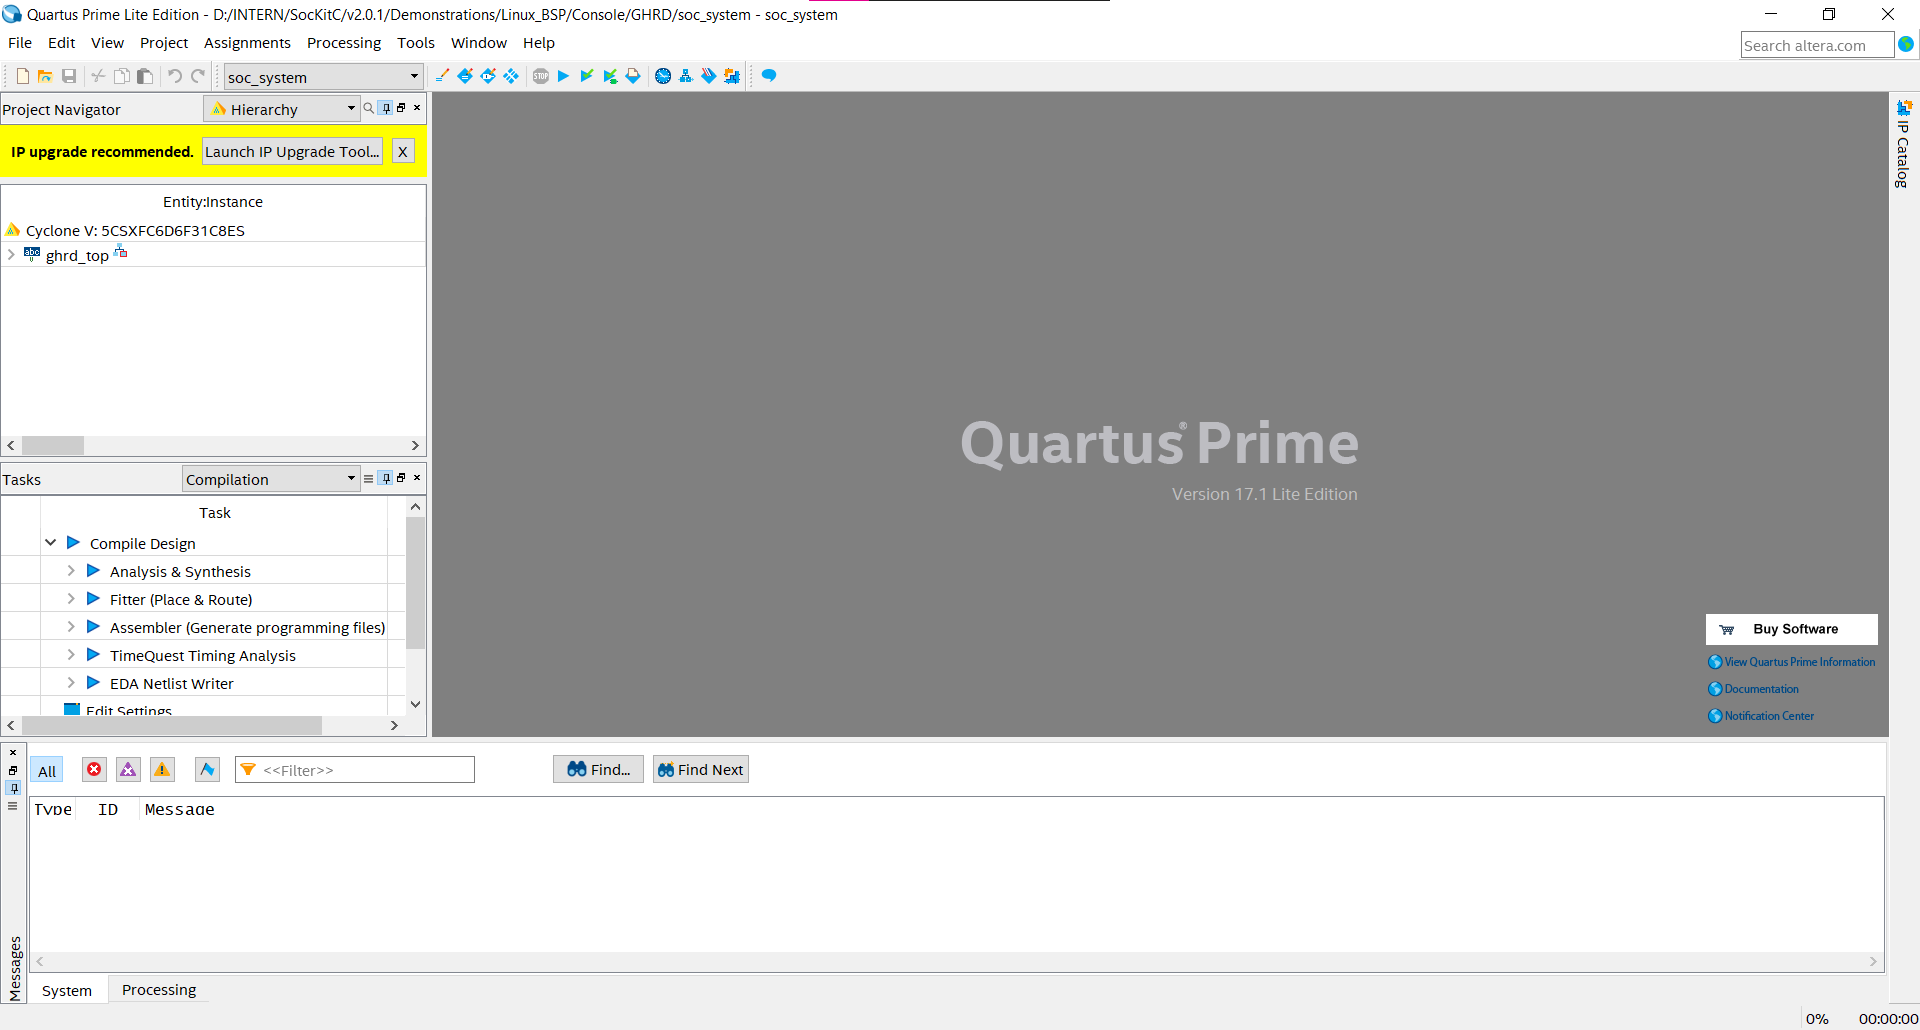 Quartus Prime Lite Edition - D:/INTERN/SocKitC/v2.0.1/Demonstrations/Linux_BSP/Console/GHRD/soc_system - soc_system
File Edit View Project Assignments Processing Tools Window Help
Search altera.com
soc_system
STOP
Project Navigator Hierarchy
IP upgrade recommended. Launch IP Upgrade Tool... X
Entity:Instance
Cyclone V: 5CSXFC6D6F31C8ES
abc ghrd_top
Tasks Compilation
Task
Compile Design
Analysis & Synthesis
Fitter (Place & Route)
Assembler (Generate programming files)
TimeQuest Timing Analysis
EDA Netlist Writer
Edit Settings
Quartus® Prime
Version 17.1 Lite Edition
Buy Software
View Quartus Prime Information
Documentation
Notification Center
IP Catalog
All <<Filter>> Find... Find Next
Type ID Message
Messages
System Processing
0% 00:00:00